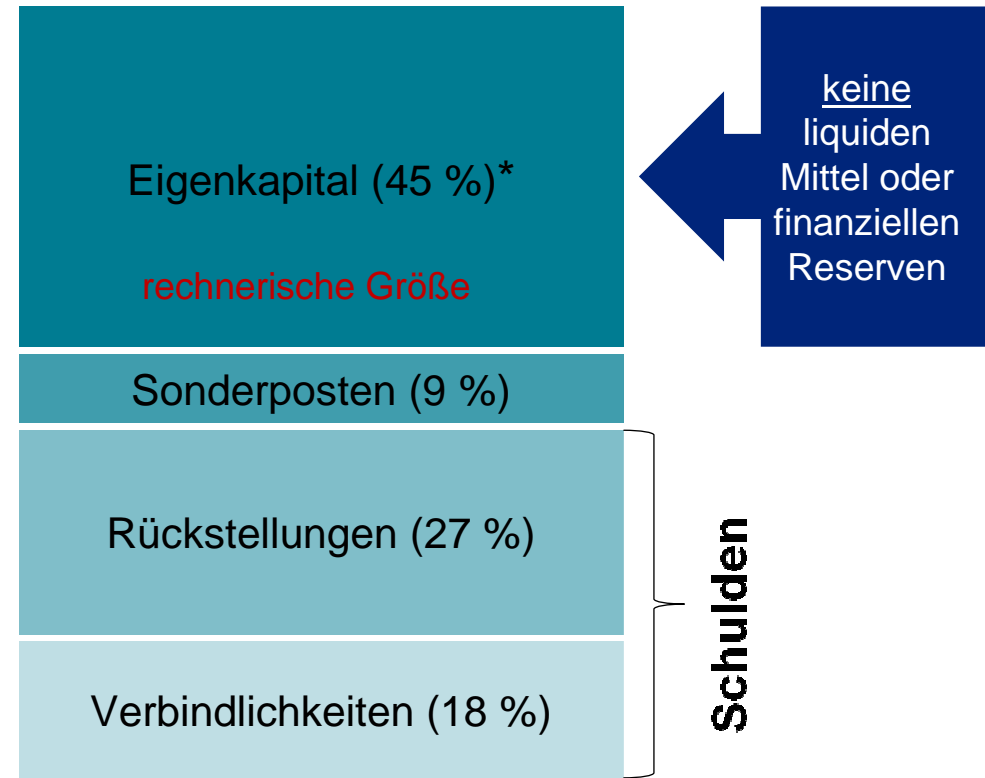 Eigenkapital (45 %)*
rechnerische Größe
keine
liquiden
Mittel oder
finanziellen
Reserven
Sonderposten (9 %)
Rückstellungen (27 %)
Verbindlichkeiten (18 %)
Schulden